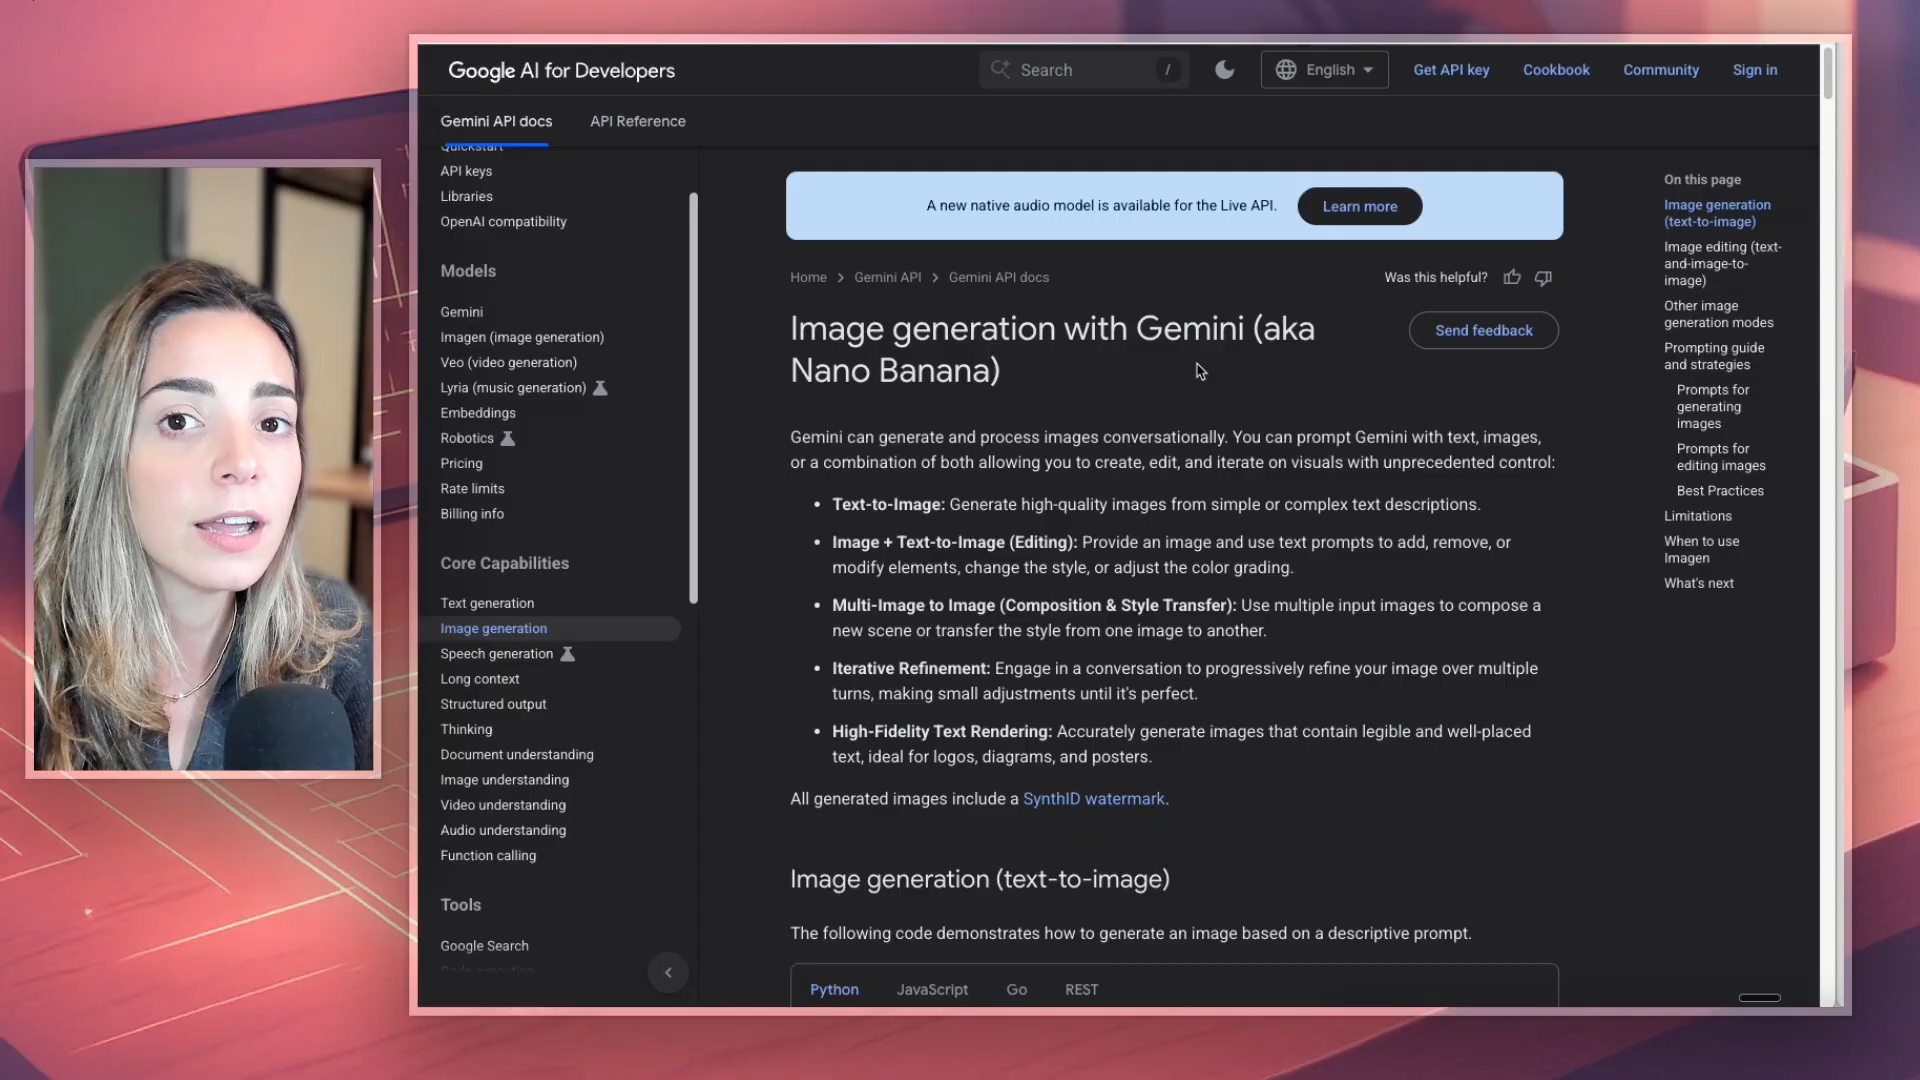 Google AI for Developers
Search
/
English
Get API key
Cookbook
Community
Sign in
Gemini API docs
API Reference
Quickstart
API keys
Libraries
OpenAI compatibility
Models
Gemini
Imagen (image generation)
Veo (video generation)
Lyria (music generation)
Embeddings
Robotics
Pricing
Rate limits
Billing info
Core Capabilities
Text generation
Image generation
Speech generation
Long context
Structured output
Thinking
Document understanding
Image understanding
Video understanding
Audio understanding
Function calling
Tools
Google Search
A new native audio model is available for the Live API.
Learn more
Home > Gemini API > Gemini API docs
Was this helpful?
Image generation with Gemini (aka
Nano Banana)
Send feedback
Gemini can generate and process images conversationally. You can prompt Gemini with text, images,
or a combination of both allowing you to create, edit, and iterate on visuals with unprecedented control:
• Text-to-Image: Generate high-quality images from simple or complex text descriptions.
• Image + Text-to-Image (Editing): Provide an image and use text prompts to add, remove, or
modify elements, change the style, or adjust the color grading.
• Multi-Image to Image (Composition & Style Transfer): Use multiple input images to compose a
new scene or transfer the style from one image to another.
• Iterative Refinement: Engage in a conversation to progressively refine your image over multiple
turns, making small adjustments until it's perfect.
• High-Fidelity Text Rendering: Accurately generate images that contain legible and well-placed
text, ideal for logos, diagrams, and posters.
All generated images include a SynthID watermark.
Image generation (text-to-image)
The following code demonstrates how to generate an image based on a descriptive prompt.
Python
JavaScript
Go
REST
On this page
Image generation
(text-to-image)
Image editing (text-
and-image-to-
image)
Other image
generation modes
Prompting guide
and strategies
Prompts for
generating
images
Prompts for
editing images
Best Practices
Limitations
When to use
Imagen
What's next